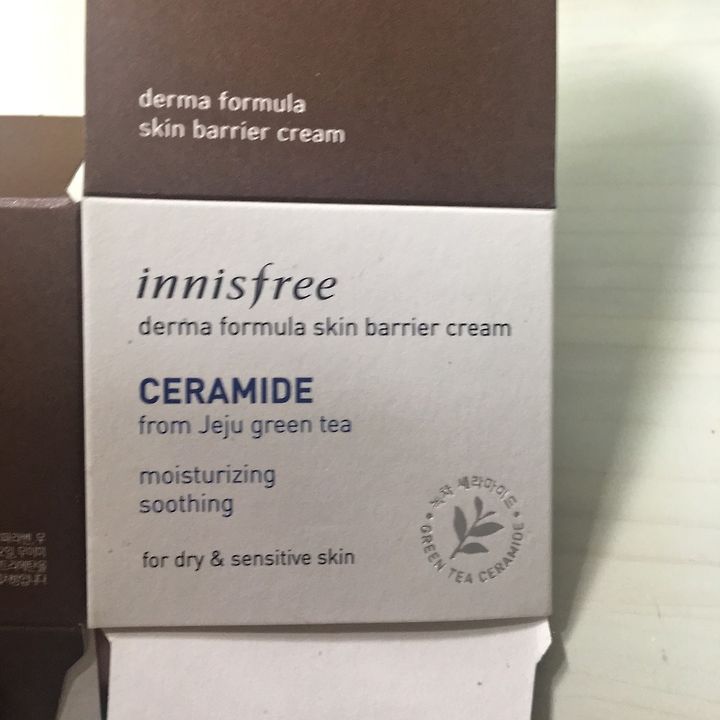 derma formula
skin barrier cream
innisfree
derma formula skin barrier cream
CERAMIDE
from Jeju green tea
moisturizing
soothing
for dry & sensitive skin
녹차 세라마이드
GREEN TEA CERAMIDE